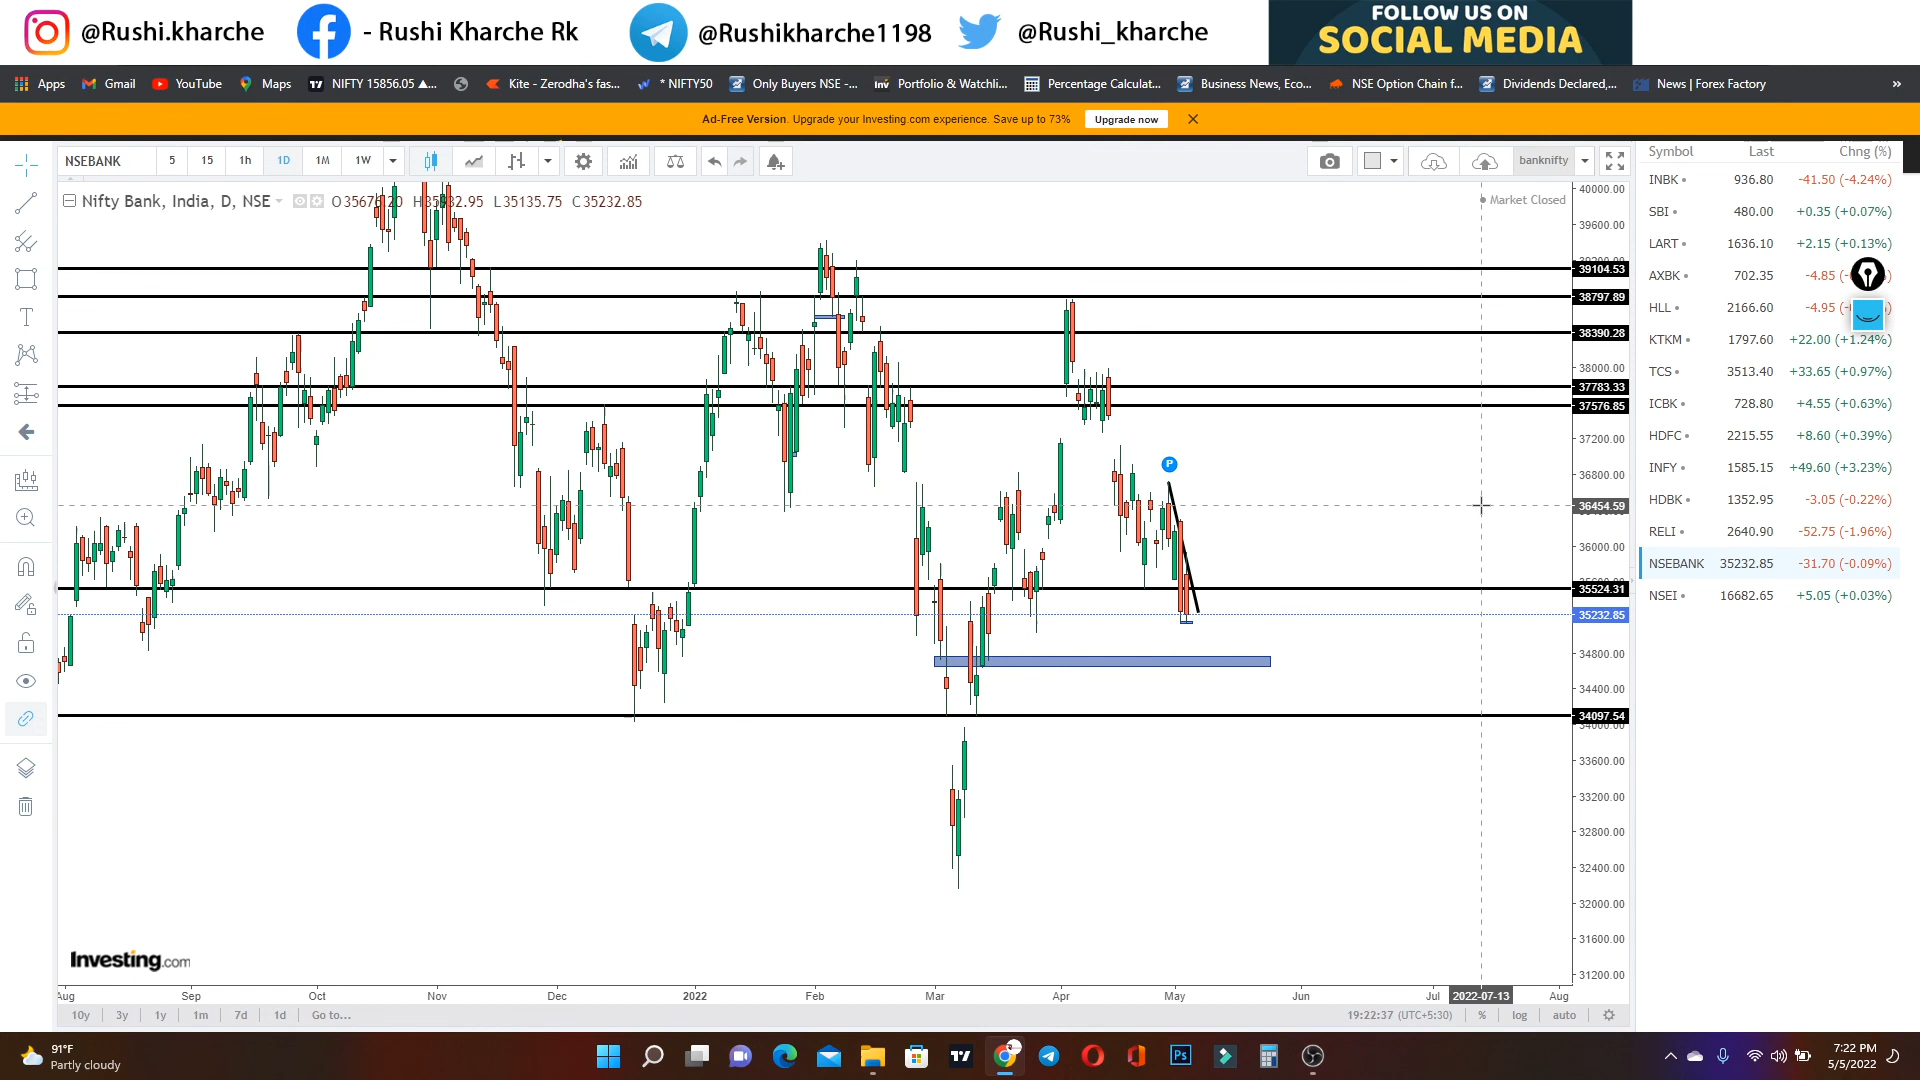 @Rushi.kharche - Rushi Kharche Rk @Rushikharche1198 @Rushi_kharche FOLLOW US ON
SOCIAL MEDIA
Apps Gmail YouTube Maps NIFTY 15856.05 ▲... Kite - Zerodha's fas... * NIFTY50 Only Buyers NSE -... Portfolio & Watchli... Percentage Calculat... Business News, Eco... NSE Option Chain f... Dividends Declared,... News | Forex Factory »
Ad-Free Version. Upgrade your Investing.com experience. Save up to 73% Upgrade now
NSEBANK 5 15 1h 1D 1M 1W banknifty
Nifty Bank, India, D, NSE O35676.20 H35932.95 L35135.75 C35232.85
Market Closed
40000.00
39600.00
39104.53
38797.89
38390.28
38000.00
37783.33
37576.85
37200.00
36800.00
36454.59
36000.00
35524.31
35232.85
34800.00
34400.00
34097.54
33600.00
33200.00
32800.00
32400.00
32000.00
31600.00
31200.00
P
Investing.com
Aug Sep Oct Nov Dec 2022 Feb Mar Apr May Jun Jul 2022-07-13 Aug
10y 3y 1y 1m 7d 1d Go to... 19:22:37 (UTC+5:30) % log auto
Symbol Last Chng (%)
INBK 936.80 -41.50 (-4.24%)
SBI 480.00 +0.35 (+0.07%)
LART 1636.10 +2.15 (+0.13%)
AXBK 702.35 -4.85
HLL 2166.60 -4.95
KTKM 1797.60 +22.00 (+1.24%)
TCS 3513.40 +33.65 (+0.97%)
ICBK 728.80 +4.55 (+0.63%)
HDFC 2215.55 +8.60 (+0.39%)
INFY 1585.15 +49.60 (+3.23%)
HDBK 1352.95 -3.05 (-0.22%)
RELI 2640.90 -52.75 (-1.96%)
NSEBANK 35232.85 -31.70 (-0.09%)
NSEI 16682.65 +5.05 (+0.03%)
91°F
Partly cloudy
Ps
7:22 PM
5/5/2022